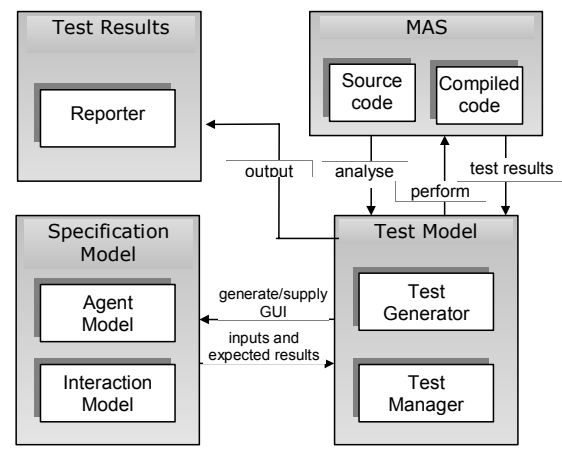 Test Results
Reporter
MAS
Source
code
Compiled
code
output
analyse
perform
test results
Specification
Model
Agent
Model
Interaction
Model
generate/supply
GUI
inputs and
expected results
Test Model
Test
Generator
Test
Manager